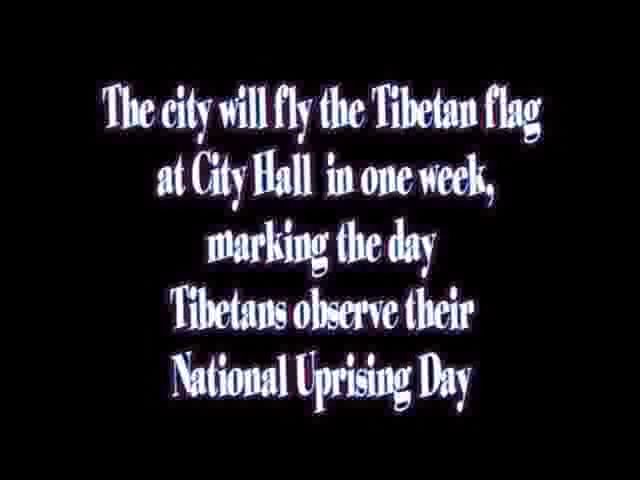 The city will fly the Tibetan flag
at City Hall in one week,
marking the day
Tibetans observe their
National Uprising Day